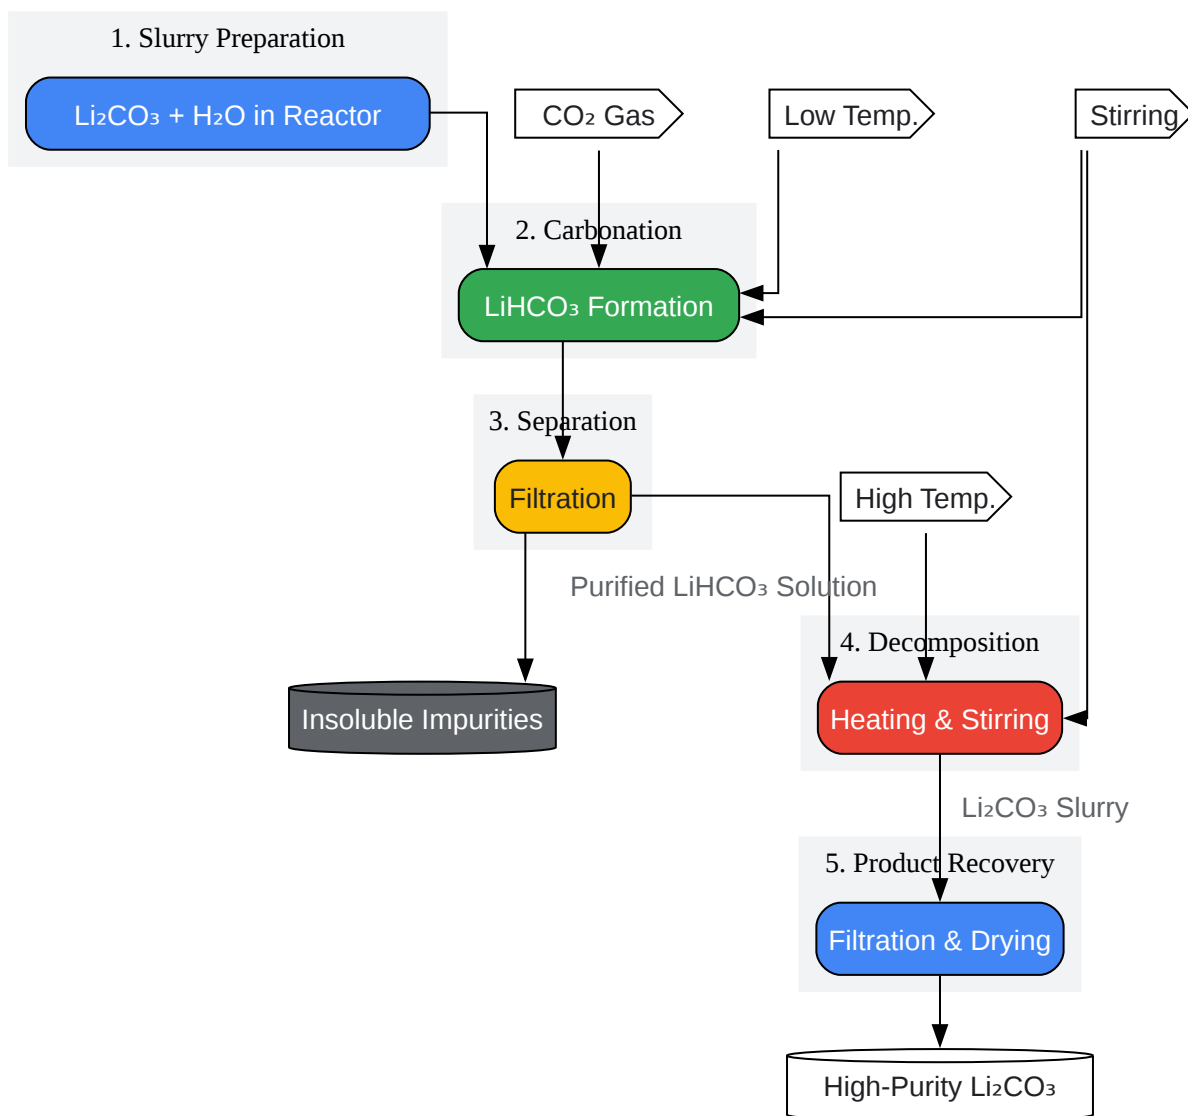 1. Slurry Preparation
Li₂CO₃ + H₂O in Reactor
CO₂ Gas
Low Temp.
Stirring
2. Carbonation
LiHCO₃ Formation
3. Separation
Filtration
High Temp.
Purified LiHCO₃ Solution
4. Decomposition
Insoluble Impurities
Heating & Stirring
Li₂CO₃ Slurry
5. Product Recovery
Filtration & Drying
High-Purity Li₂CO₃